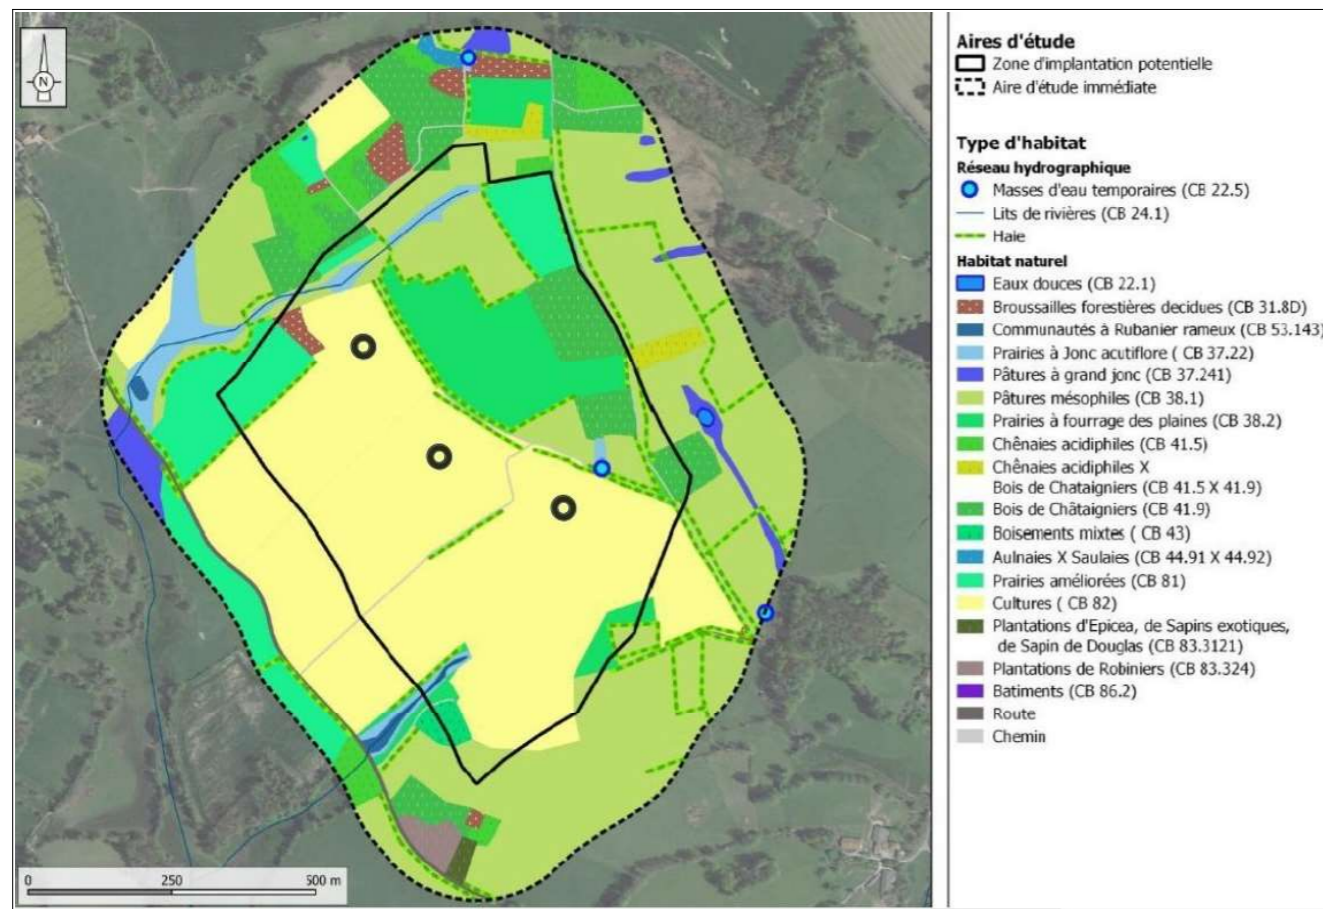 N
0 250 500 m
Aires d'étude
Zone d'implantation potentielle
Aire d'étude immédiate
Type d'habitat
Réseau hydrographique
Masses d'eau temporaires (CB 22.5)
Lits de rivières (CB 24.1)
Haie
Habitat naturel
Eaux douces (CB 22.1)
Broussailles forestières decidues (CB 31.8D)
Communautés à Rubanier rameux (CB 53.143)
Prairies à Jonc acutiflore ( CB 37.22)
Pâtures à grand jonc (CB 37.241)
Pâtures mésophiles (CB 38.1)
Prairies à fourrage des plaines (CB 38.2)
Chênaies acidiphiles (CB 41.5)
Chênaies acidiphiles X
Bois de Chataigniers (CB 41.5 X 41.9)
Bois de Châtaigniers (CB 41.9)
Boisements mixtes ( CB 43)
Aulnaies X Saulaies (CB 44.91 X 44.92)
Prairies améliorées (CB 81)
Cultures ( CB 82)
Plantations d'Epicea, de Sapins exotiques,
de Sapin de Douglas (CB 83.3121)
Plantations de Robiniers (CB 83.324)
Batiments (CB 86.2)
Route
Chemin